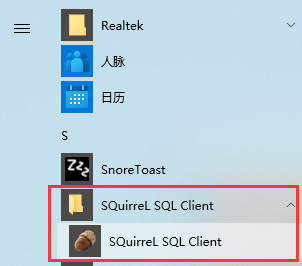 Realtek
人脉
日历
S
SnoreToast
SQuirreL SQL Client
SQuirreL SQL Client